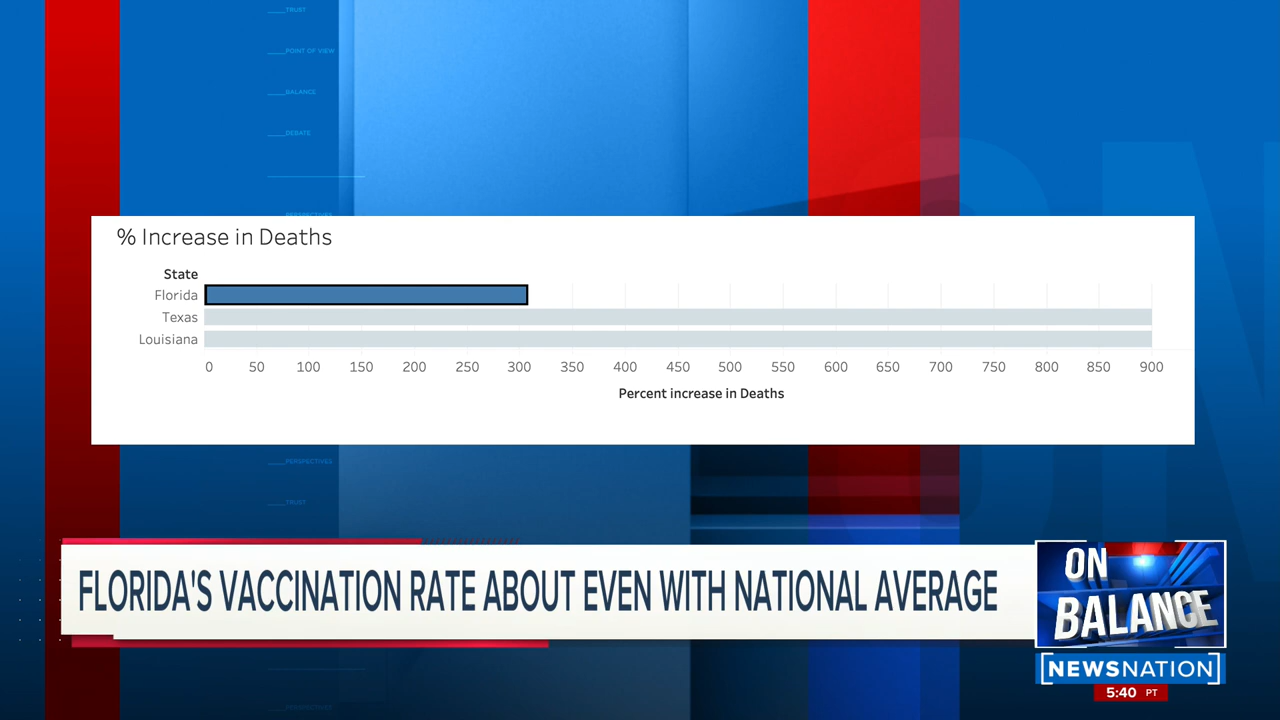 TRUST
POINT OF VIEW
BALANCE
DEBATE
PERSPECTIVES
% Increase in Deaths
State
Florida
Texas
Louisiana
0 50 100 150 200 250 300 350 400 450 500 550 600 650 700 750 800 850 900
Percent increase in Deaths
PERSPECTIVES
TRUST
FLORIDA'S VACCINATION RATE ABOUT EVEN WITH NATIONAL AVERAGE
ON
BALANCE
NEWSNATION
5:40 PT